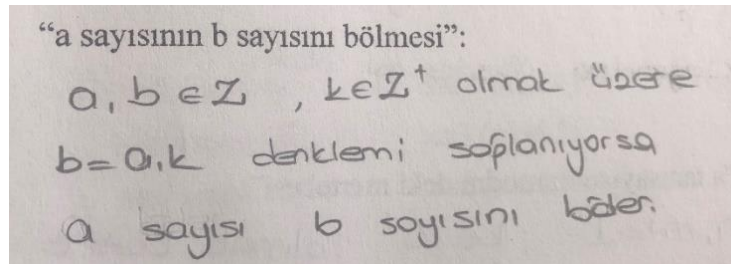 “a sayısının b sayısını bölmesi”:
a, b ∈ Z , k ∈ Z⁺ olmak üzere
b = a.k denklemi sağlanıyorsa
a sayısı b sayısını böler.